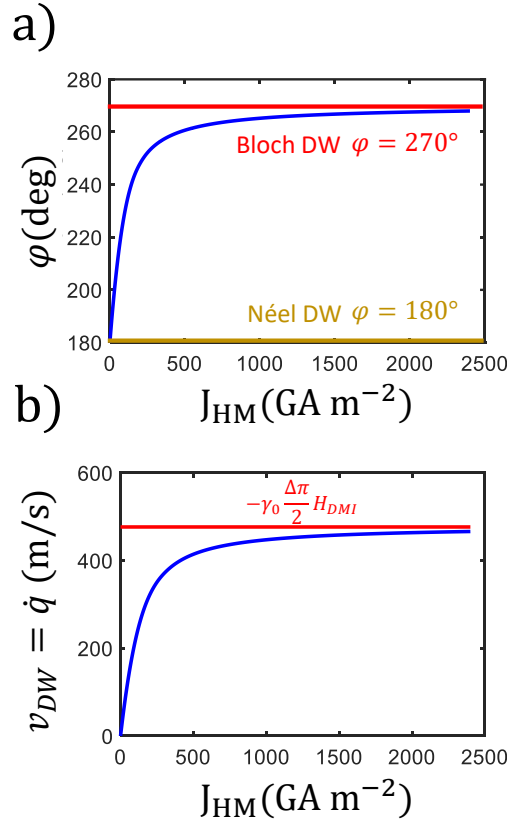 a)
280
260
240
220
200
180
φ(deg)
Bloch DW φ = 270°
Néel DW φ = 180°
0 500 1000 1500 2000 2500
J_HM(GA m⁻²)
b)
600
400
200
0
v_DW = q̇ (m/s)
−γ₀ Δπ/2 H_DMI
0 500 1000 1500 2000 2500
J_HM(GA m⁻²)